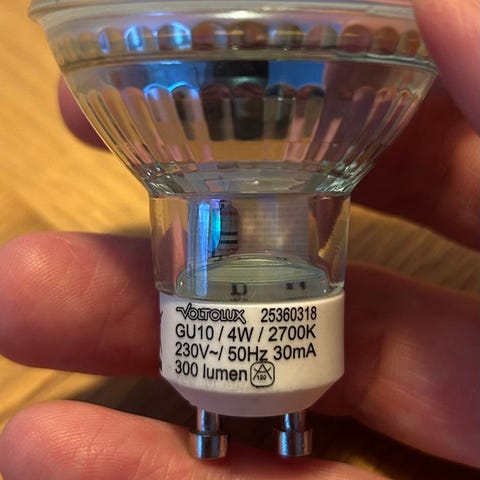 VOLTOLUX 25360318
GU10 / 4W / 2700K
230V~/ 50Hz 30mA
300 lumen